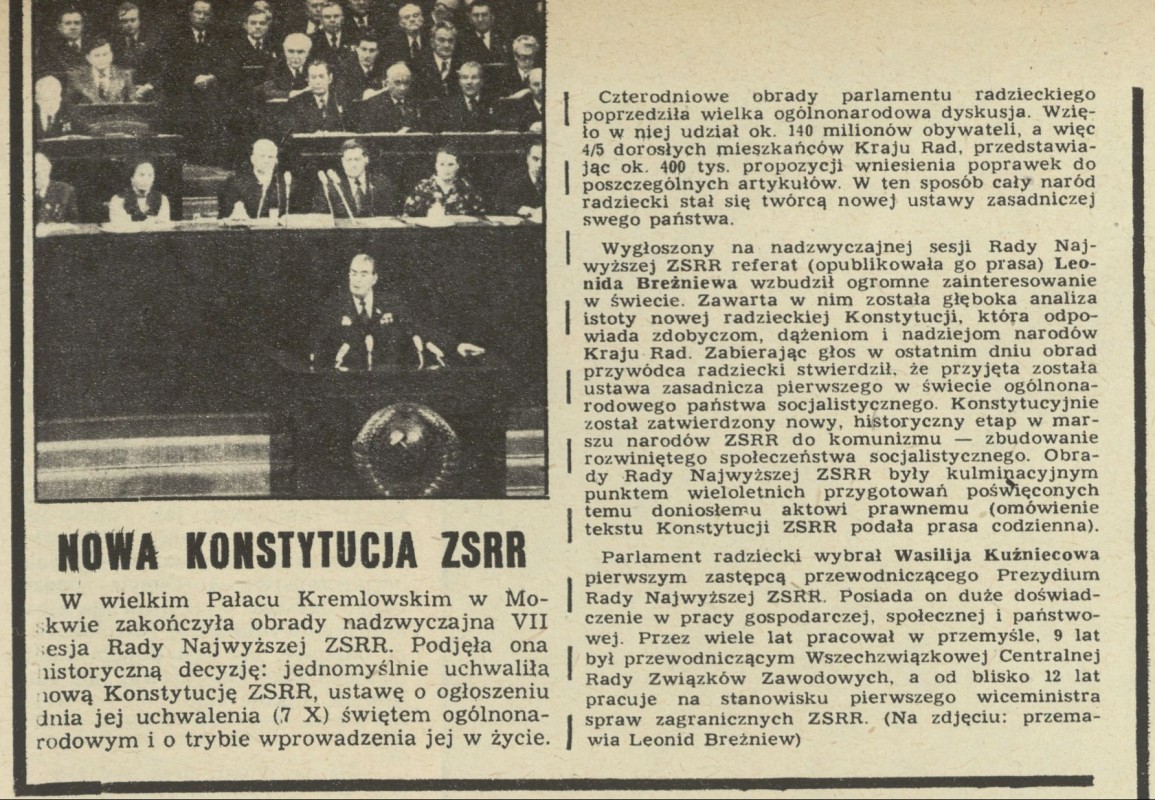 NOWA KONSTYTUCJA ZSRR
W wielkim Pałacu Kremlowskim w Mo-
skwie zakończyła obrady nadzwyczajna VII
sesja Rady Najwyższej ZSRR. Podjęła ona
historyczną decyzję: jednomyślnie uchwaliła
nową Konstytucję ZSRR, ustawę o ogłoszeniu
dnia jej uchwalenia (7 X) świętem ogólnona-
rodowym i o trybie wprowadzenia jej w życie.
Czterodniowe obrady parlamentu radzieckiego
poprzedziła wielka ogólnonarodowa dyskusja. Wzię-
ło w niej udział ok. 140 milionów obywateli, a więc
4/5 dorosłych mieszkańców Kraju Rad, przedstawia-
jąc ok. 400 tys. propozycji wniesienia poprawek do
poszczególnych artykułów. W ten sposób cały naród
radziecki stał się twórcą nowej ustawy zasadniczej
swego państwa.
Wygłoszony na nadzwyczajnej sesji Rady Naj-
wyższej ZSRR referat (opublikowała go prasa) Leo-
nida Breżniewa wzbudził ogromne zainteresowanie
w świecie. Zawarta w nim została głęboka analiza
istoty nowej radzieckiej Konstytucji, która odpo-
wiada zdobyczom, dążeniom i nadziejom narodów
Kraju Rad. Zabierając głos w ostatnim dniu obrad
przywódca radziecki stwierdził, że przyjęta została
ustawa zasadnicza pierwszego w świecie ogólnona-
rodowego państwa socjalistycznego. Konstytucyjnie
został zatwierdzony nowy, historyczny etap w mar-
szu narodów ZSRR do komunizmu — zbudowanie
rozwiniętego społeczeństwa socjalistycznego. Obra-
dy Rady Najwyższej ZSRR były kulminacyjnym
punktem wieloletnich przygotowań poświęconych
temu doniosłemu aktowi prawnemu (omówienie
tekstu Konstytucji ZSRR podała prasa codzienna).
Parlament radziecki wybrał Wasilija Kuźniecowa
pierwszym zastępcą przewodniczącego Prezydium
Rady Najwyższej ZSRR. Posiada on duże doświad-
czenie w pracy gospodarczej, społecznej i państwo-
wej. Przez wiele lat pracował w przemyśle, 9 lat
był przewodniczącym Wszechzwiązkowej Centralnej
Rady Związków Zawodowych, a od blisko 12 lat
pracuje na stanowisku pierwszego wiceministra
spraw zagranicznych ZSRR. (Na zdjęciu: przema-
wia Leonid Breżniew)